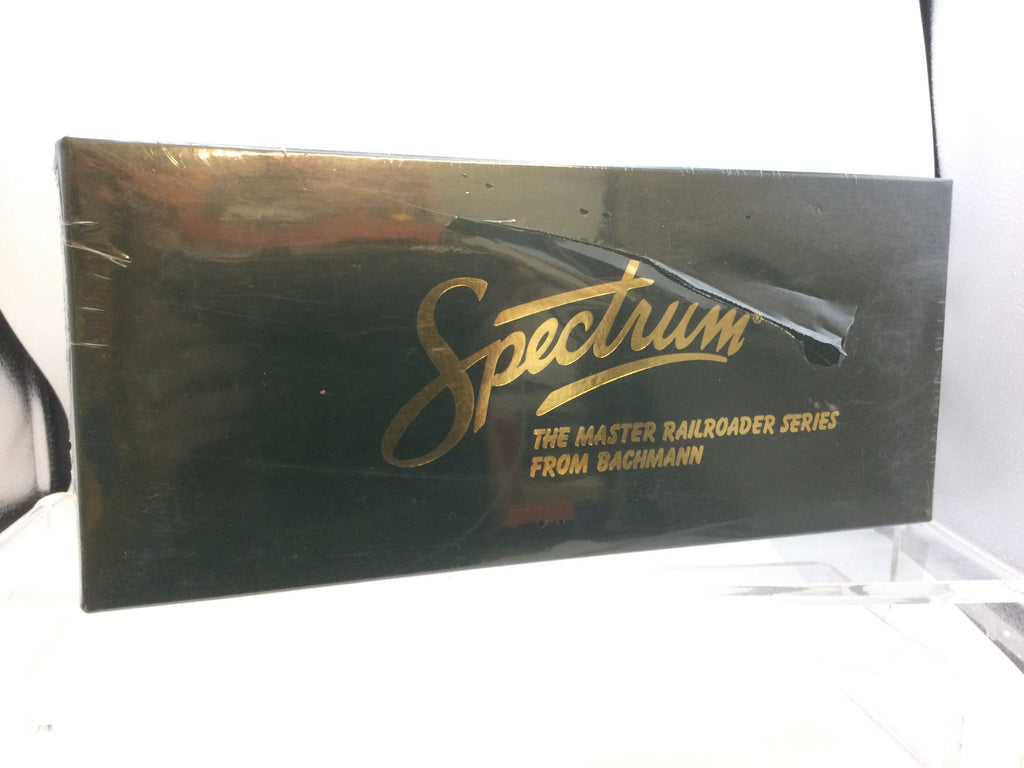 Spectrum®
THE MASTER RAILROADER SERIES
FROM BACHMANN